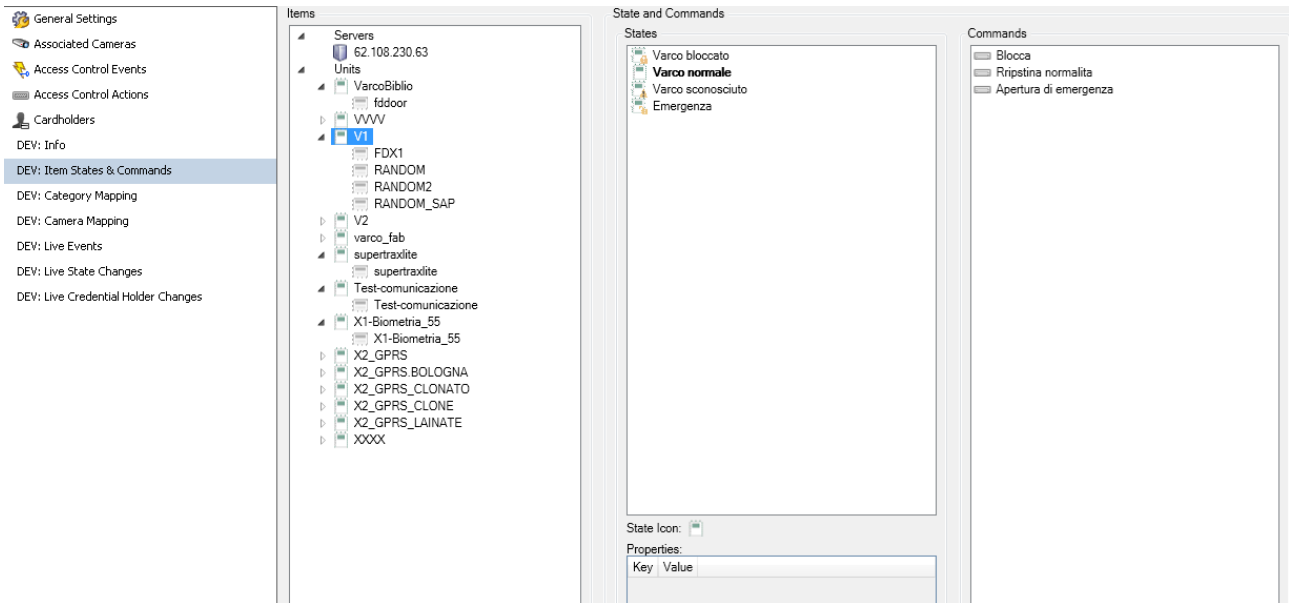 General Settings
Associated Cameras
Access Control Events
Access Control Actions
Cardholders
DEV: Info
DEV: Item States & Commands
DEV: Category Mapping
DEV: Camera Mapping
DEV: Live Events
DEV: Live State Changes
DEV: Live Credential Holder Changes
Items
Servers
62.108.230.63
Units
VarcoBiblio
fddoor
VVVV
V1
FDX1
RANDOM
RANDOM2
RANDOM_SAP
V2
varco_fab
supertraxlite
supertraxlite
Test-comunicazione
Test-comunicazione
X1-Biometria_55
X1-Biometria_55
X2_GPRS
X2_GPRS.BOLOGNA
X2_GPRS_CLONATO
X2_GPRS_CLONE
X2_GPRS_LAINATE
XXXX
State and Commands
States
Varco bloccato
Varco normale
Varco sconosciuto
Emergenza
State Icon:
Properties:
Key Value
Commands
Blocca
Rripstina normalita
Apertura di emergenza